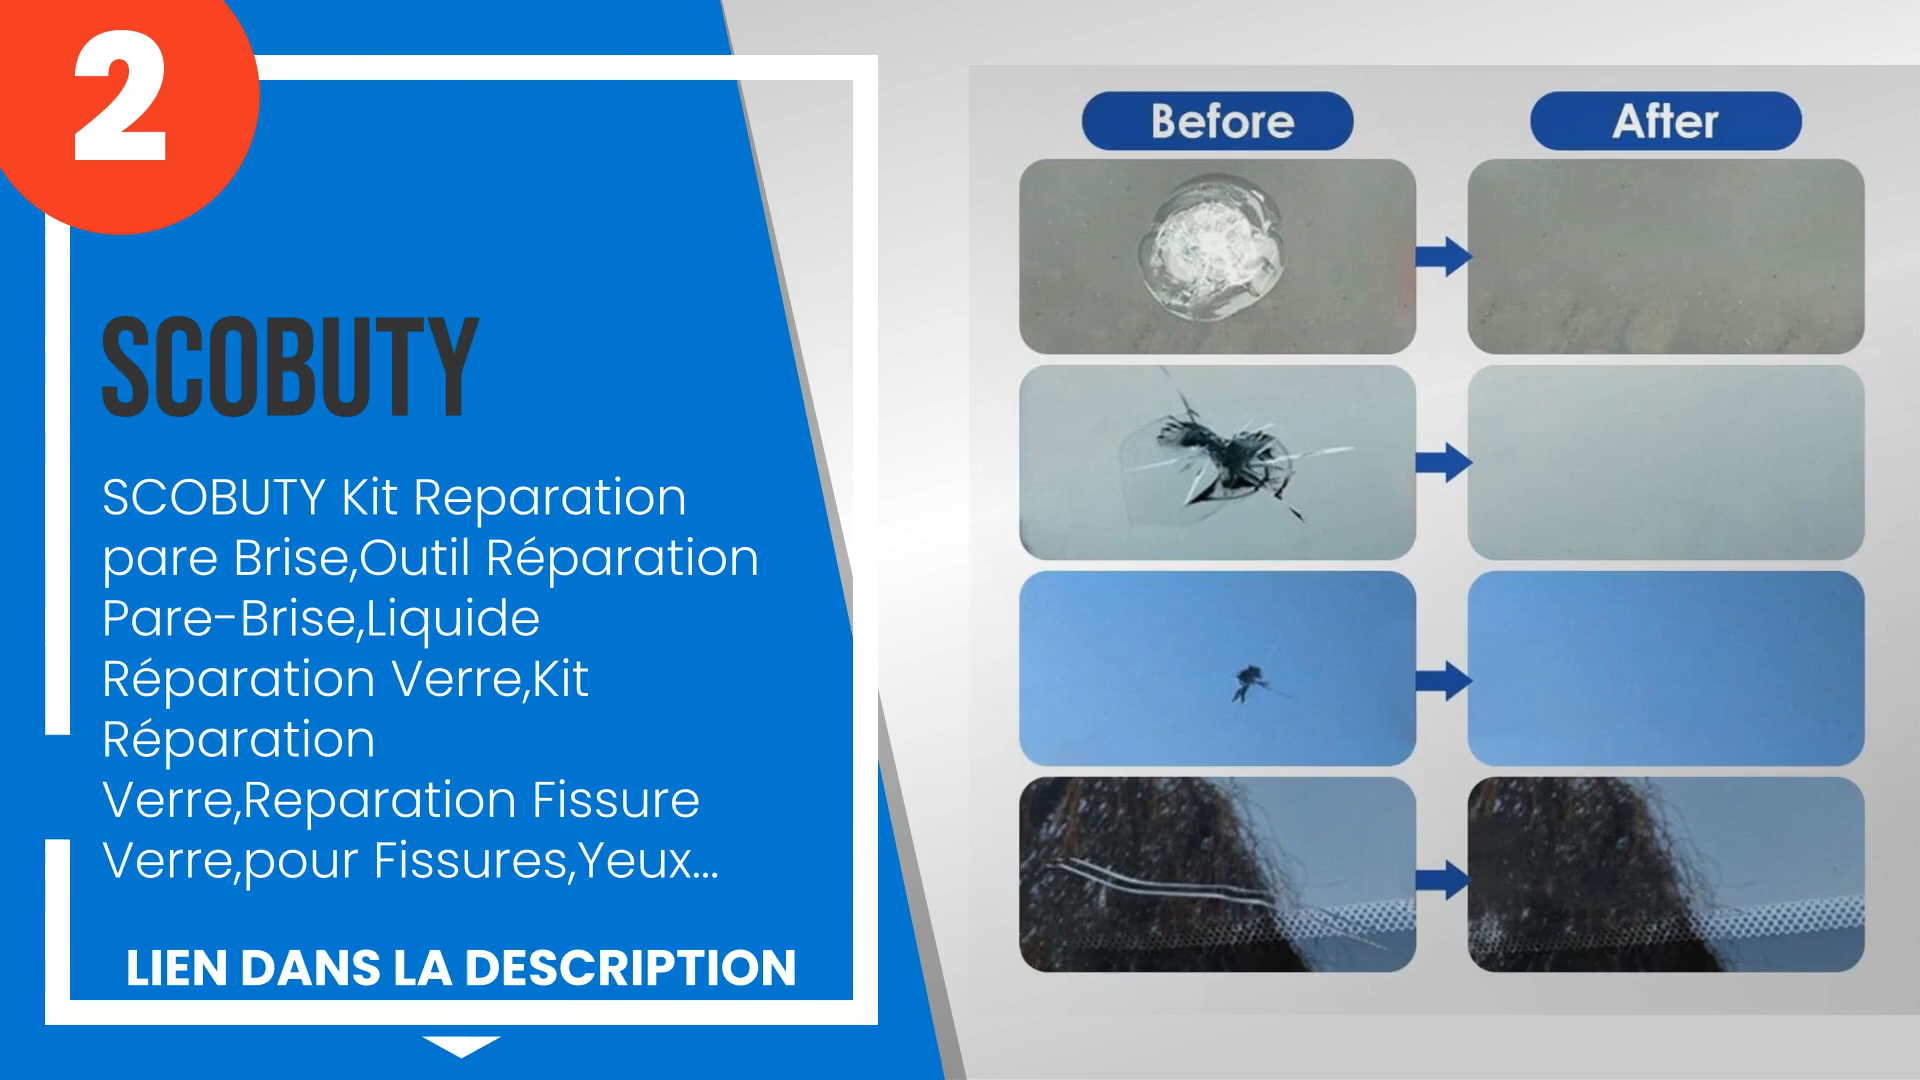 2
SCOBUTY
SCOBUTY Kit Reparation
pare Brise,Outil Réparation
Pare-Brise,Liquide
Réparation Verre,Kit
Réparation
Verre,Reparation Fissure
Verre,pour Fissures,Yeux...
LIEN DANS LA DESCRIPTION
Before
After